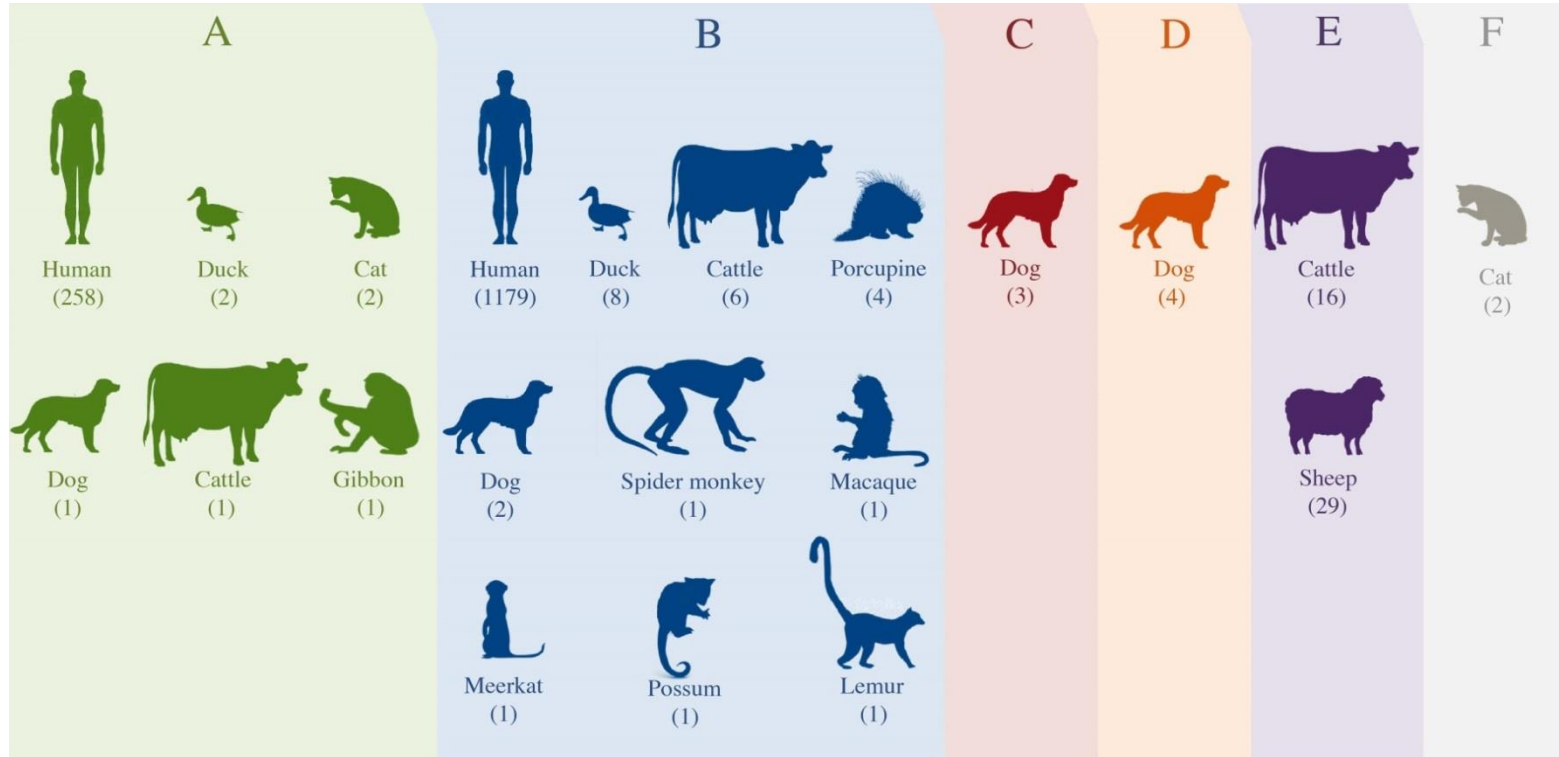 A
B
C
D
E
F
Human
(258)
Duck
(2)
Cat
(2)
Human
(1179)
Duck
(8)
Cattle
(6)
Porcupine
(4)
Dog
(3)
Dog
(4)
Cattle
(16)
Cat
(2)
Dog
(1)
Cattle
(1)
Gibbon
(1)
Dog
(2)
Spider monkey
(1)
Macaque
(1)
Sheep
(29)
Meerkat
(1)
Possum
(1)
Lemur
(1)